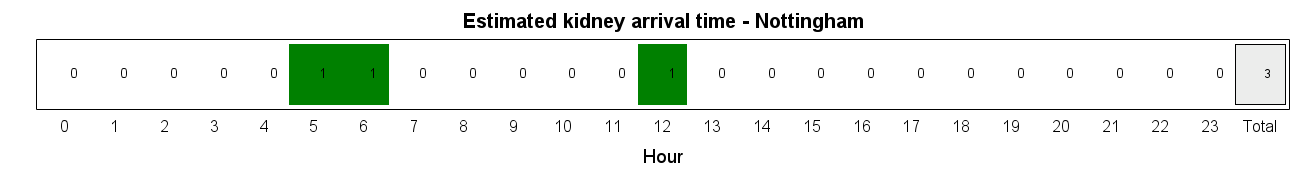 Estimated kidney arrival time - Nottingham
0 0 0 0 0 1 1 0 0 0 0 0 1 0 0 0 0 0 0 0 0 0 0 0 3
0 1 2 3 4 5 6 7 8 9 10 11 12 13 14 15 16 17 18 19 20 21 22 23 Total
Hour